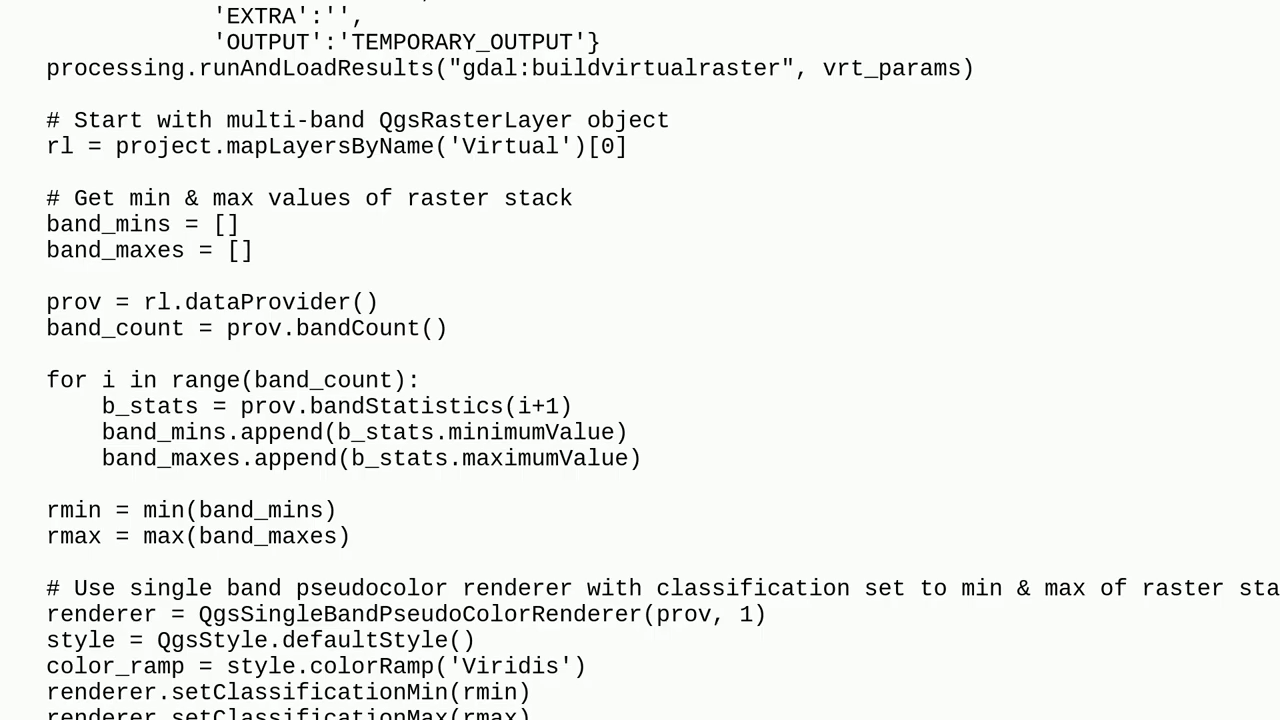 'EXTRA':'',
'OUTPUT':'TEMPORARY_OUTPUT'}
processing.runAndLoadResults("gdal:buildvirtualraster", vrt_params)
# Start with multi-band QgsRasterLayer object
rl = project.mapLayersByName('Virtual')[0]
# Get min & max values of raster stack
band_mins = []
band_maxes = []
prov = rl.dataProvider()
band_count = prov.bandCount()
for i in range(band_count):
    b_stats = prov.bandStatistics(i+1)
    band_mins.append(b_stats.minimumValue)
    band_maxes.append(b_stats.maximumValue)
rmin = min(band_mins)
rmax = max(band_maxes)
# Use single band pseudocolor renderer with classification set to min & max of raster sta
renderer = QgsSingleBandPseudoColorRenderer(prov, 1)
style = QgsStyle.defaultStyle()
color_ramp = style.colorRamp('Viridis')
renderer.setClassificationMin(rmin)
renderer.setClassificationMax(rmax)